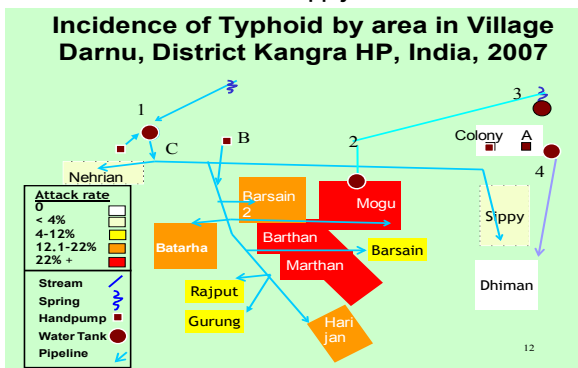 Incidence of Typhoid by area in Village
Darnu, District Kangra HP, India, 2007
3
1
C
B
2
Colony A
4
Nehrian
Attack rate
0
< 4%
4-12%
12.1-22%
22% +
Stream
Spring
Handpump
Water Tank
Pipeline
Barsain
2
Mogu
Sippy
Batarha
Barthan
Barsain
Marthan
Rajput
Dhiman
Gurung
Hari
jan
12